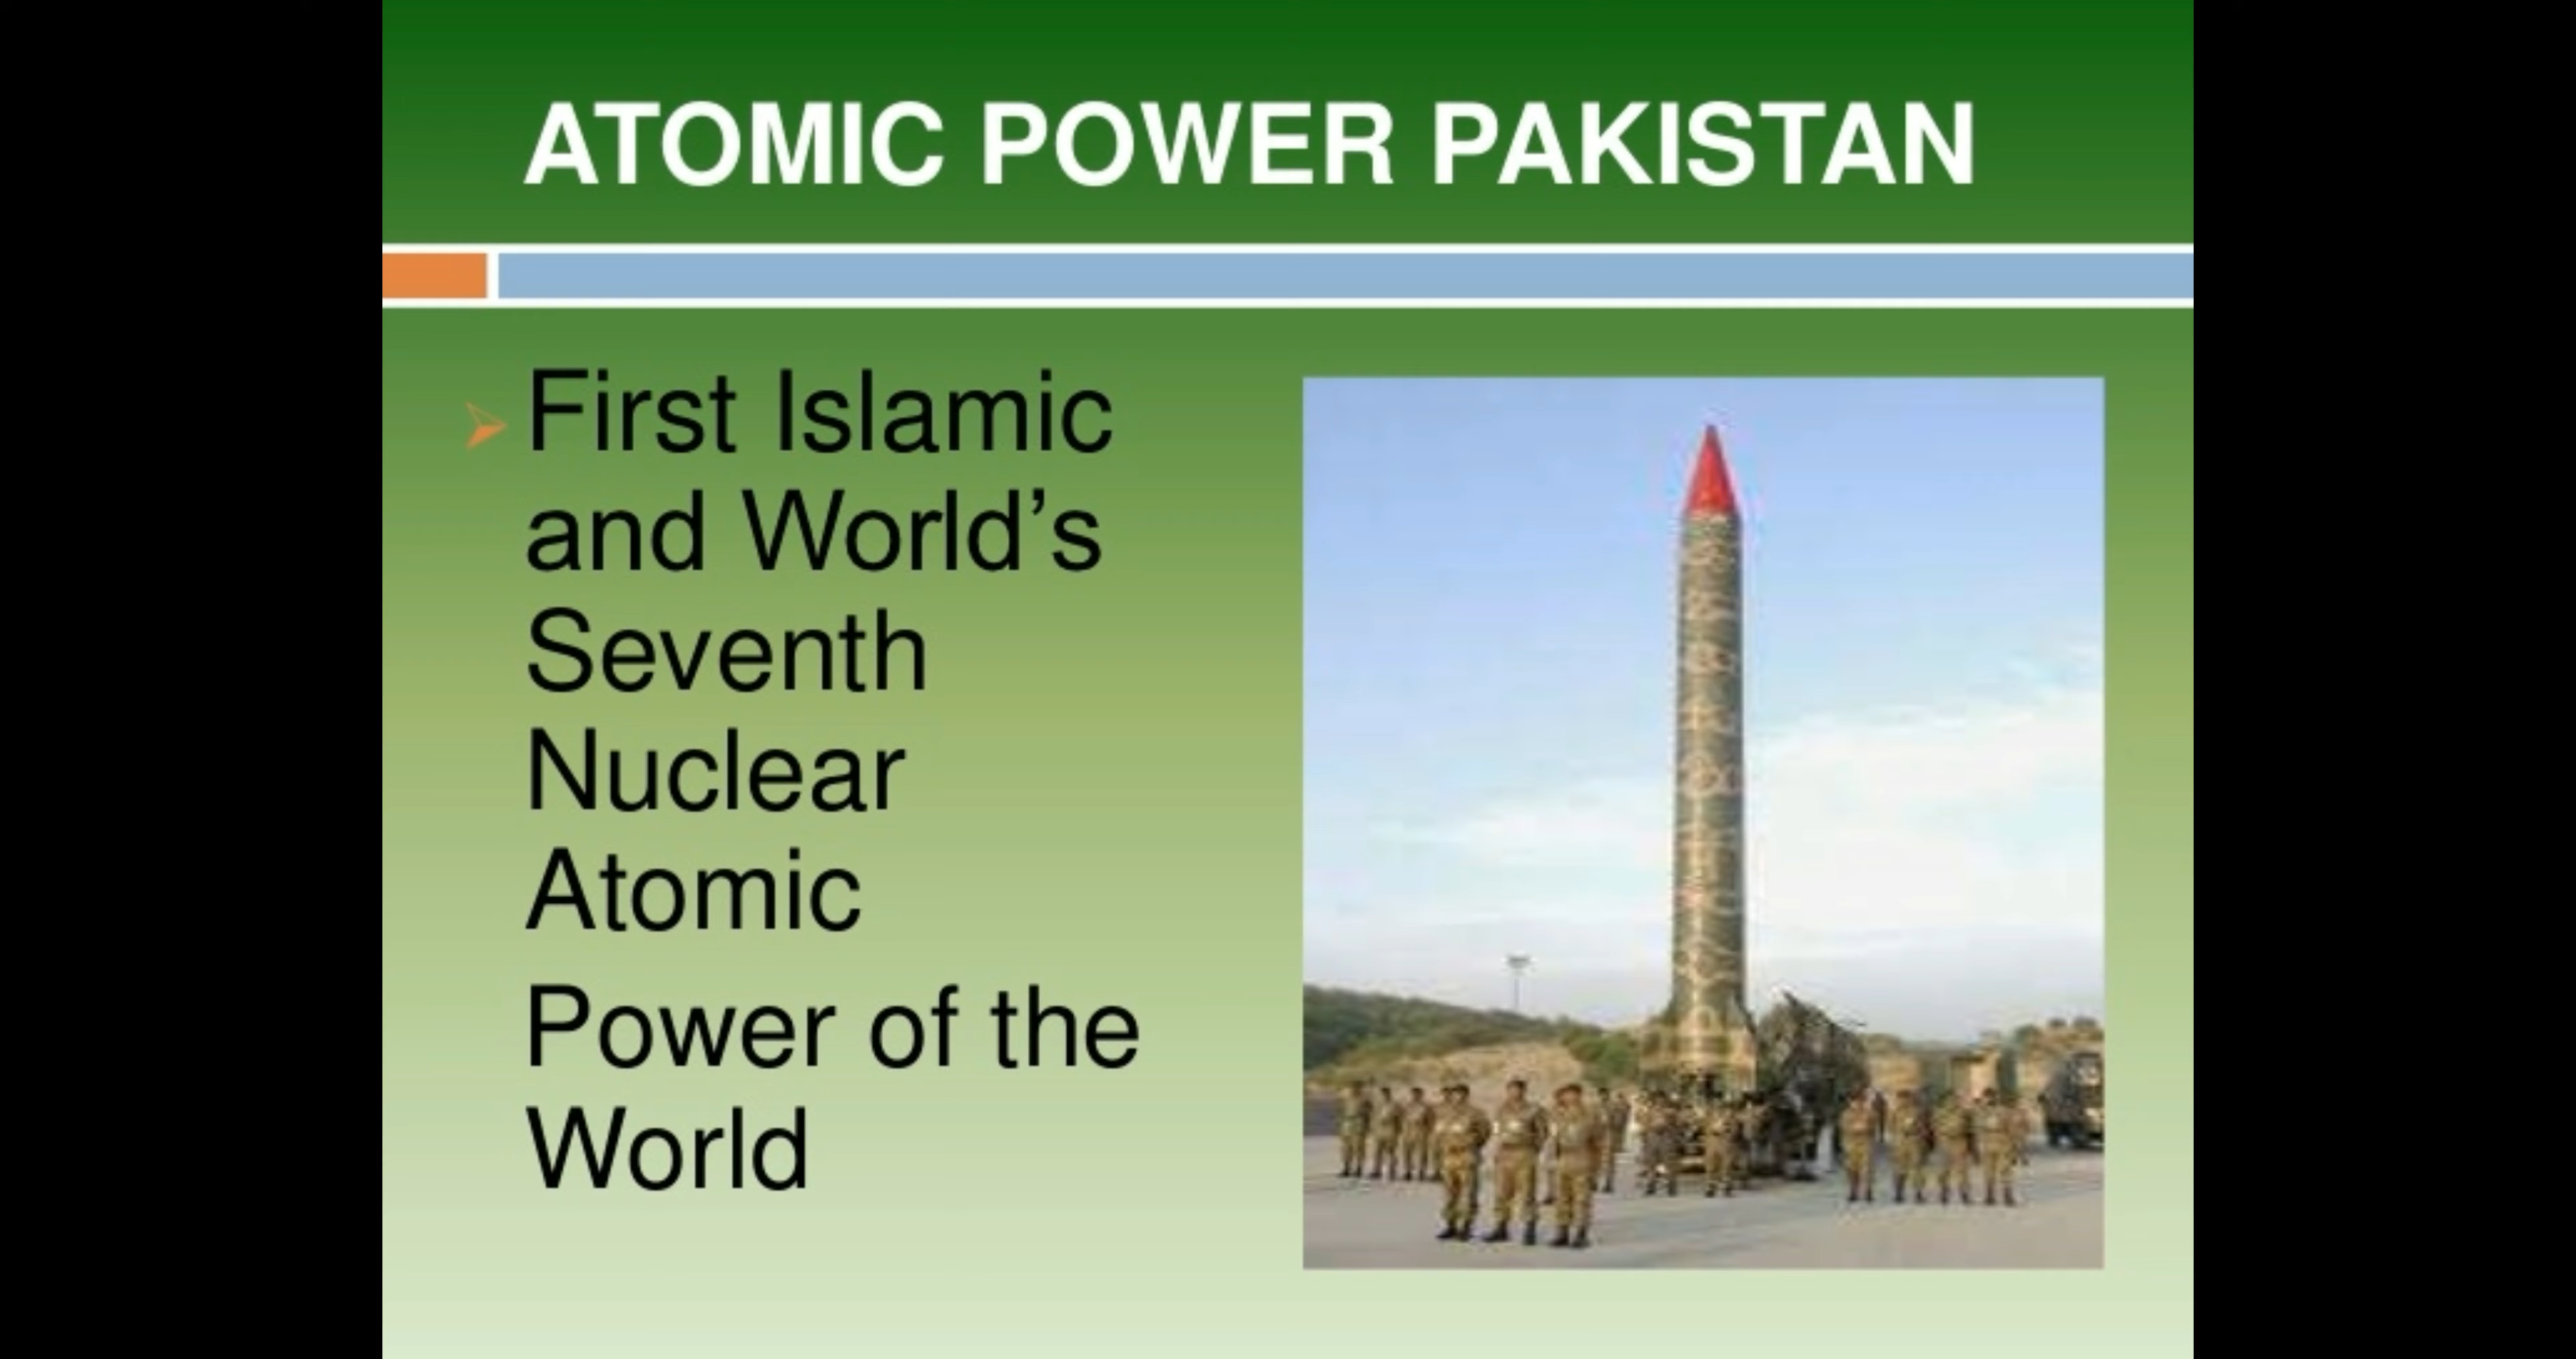 ATOMIC POWER PAKISTAN
First Islamic
and World’s
Seventh
Nuclear
Atomic
Power of the
World